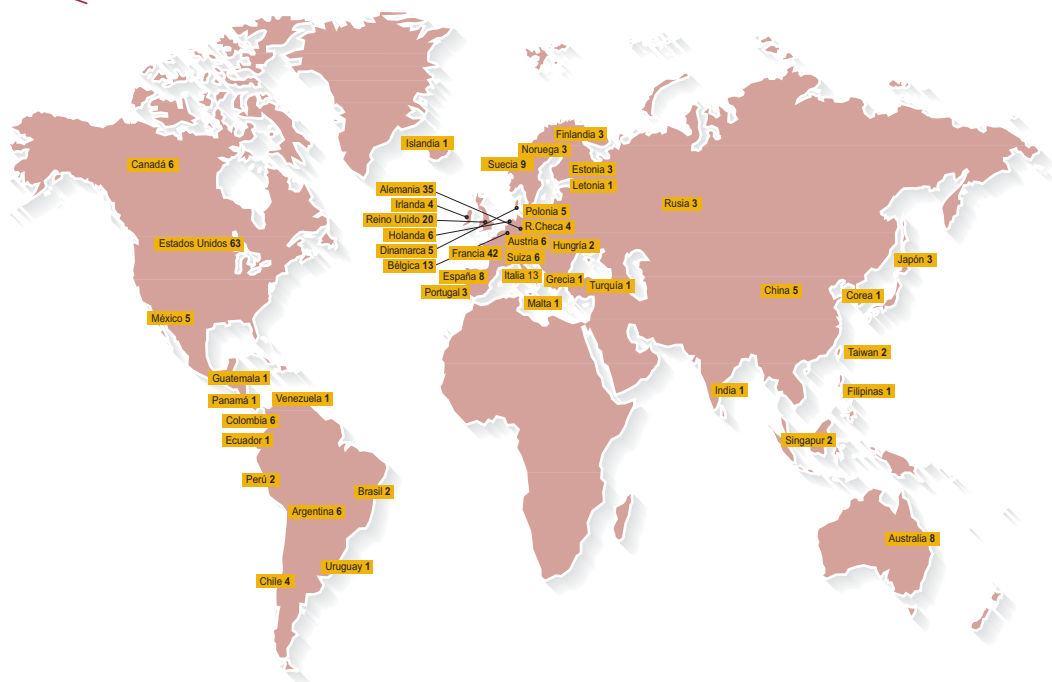 Finlandia 3
Islandia 1
Noruega 3
Canadá 6
Suecia 9
Estonia 3
Letonia 1
Alemania 35
Irlanda 4
Rusia 3
Polonia 5
Reino Unido 20
R.Checa 4
Holanda 6
Estados Unidos 63
Austria 6
Hungría 2
Dinamarca 5
Francia 42
Suiza 6
Japón 3
Bélgica 13
España 8
Italia 13
Grecia 1
Turquía 1
China 5
Portugal 3
Corea 1
Malta 1
México 5
Taiwan 2
Guatemala 1
India 1
Filipinas 1
Panamá 1
Venezuela 1
Colombia 6
Ecuador 1
Singapur 2
Perú 2
Brasil 2
Argentina 6
Australia 8
Uruguay 1
Chile 4